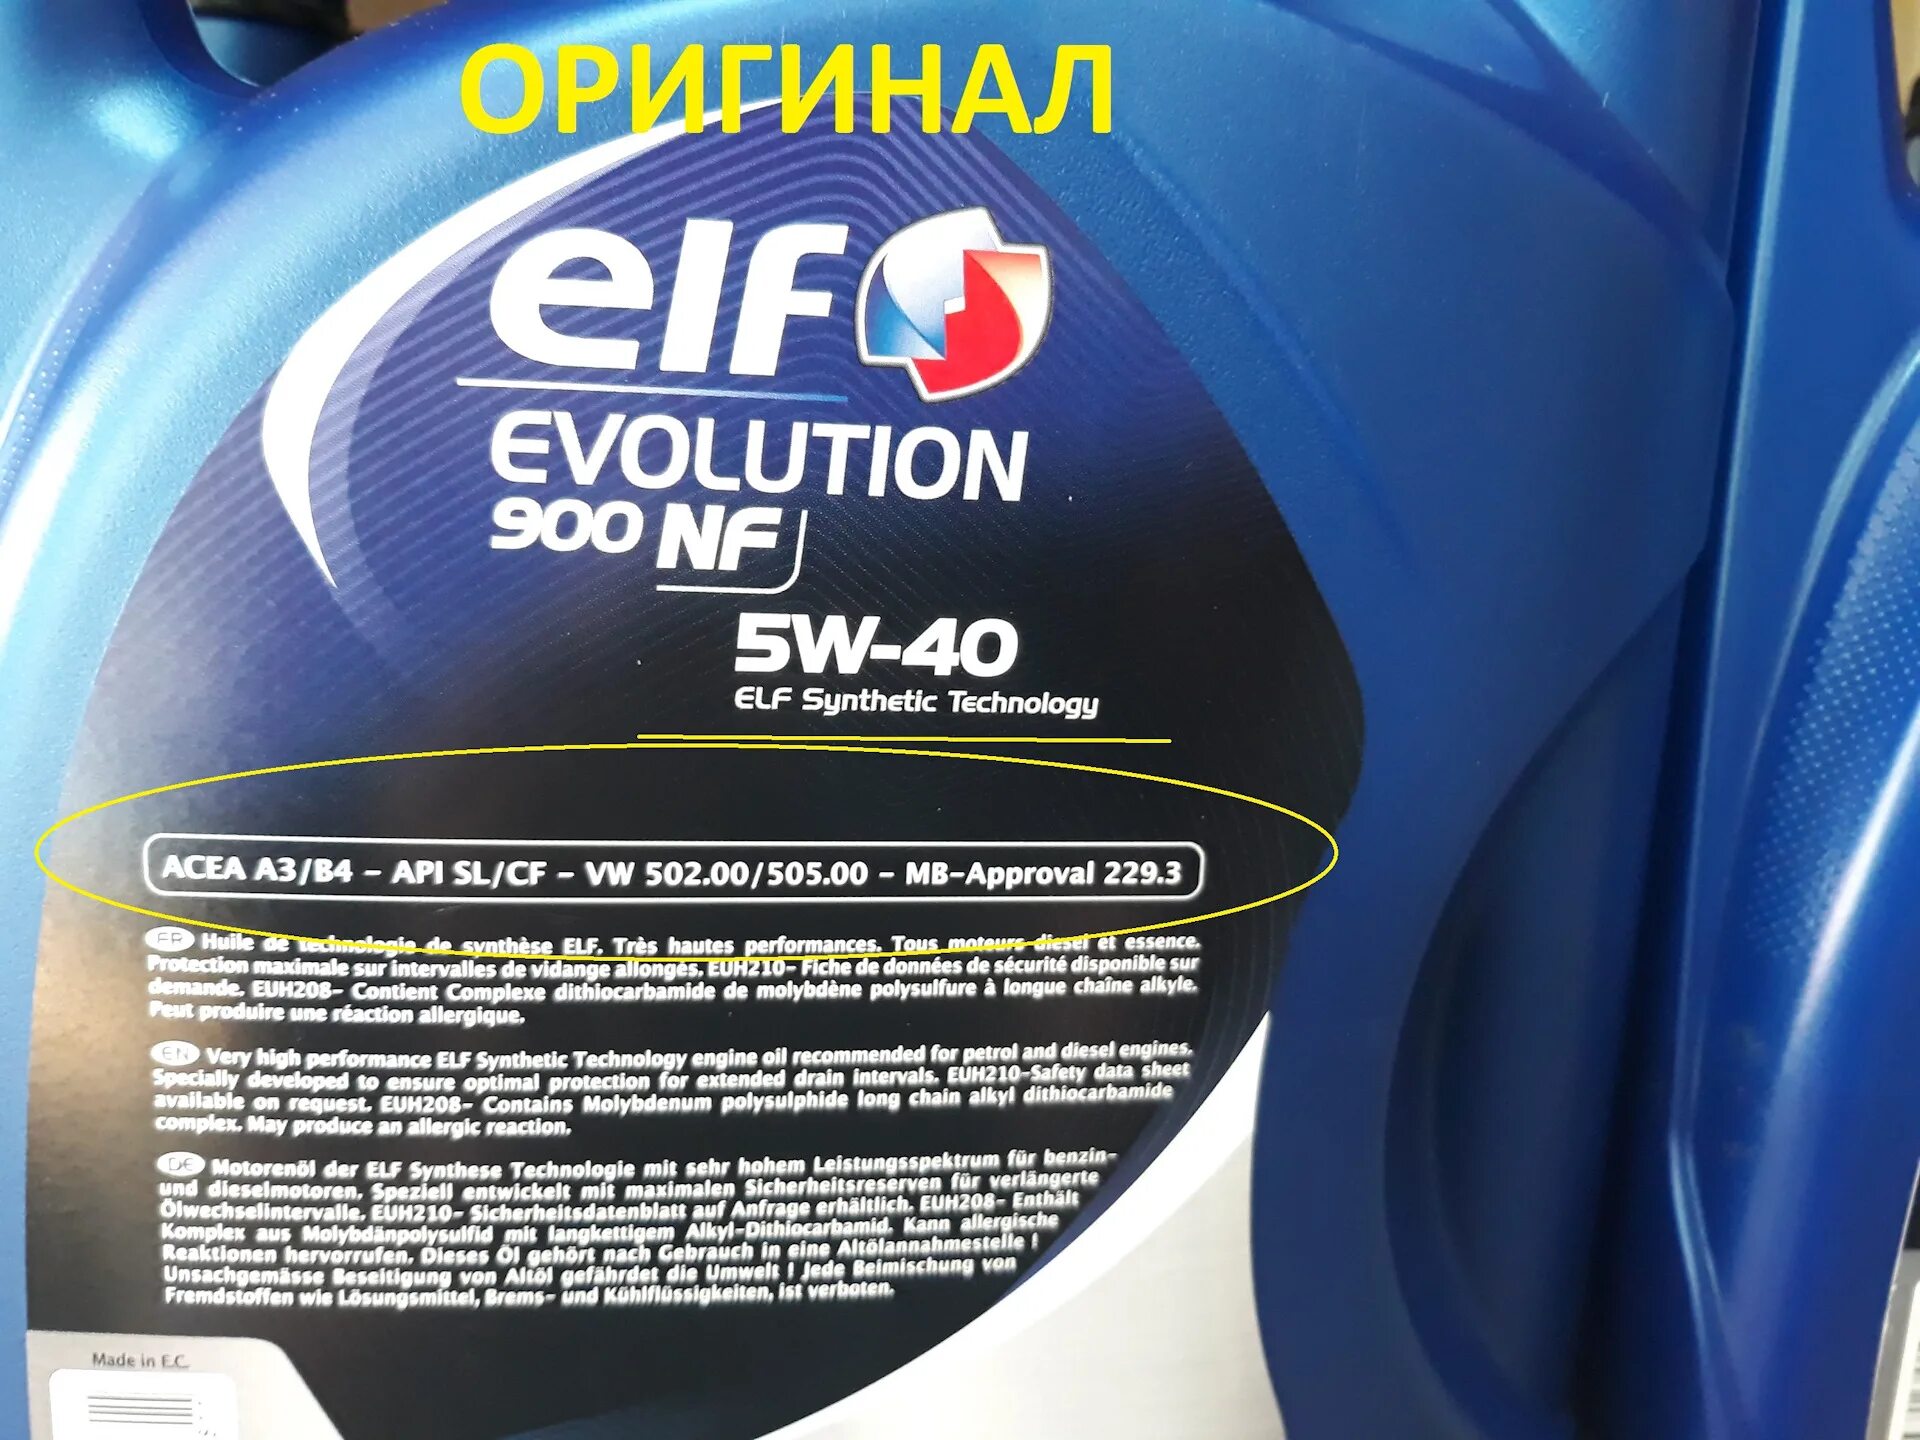 ОРИГИНАЛ
elf
EVOLUTION
900 NF
5W-40
ELF Synthetic Technology
ACEA A3/B4 - API SL/CF - VW 502.00/505.00 - MB-Approval 229.3
FR Huile de technologie de synthèse ELF. Très hautes performances. Tous moteurs diesel et essence.
Protection maximale sur intervalles de vidange allongés. EUH210- Fiche de données de sécurité disponible sur
demande. EUH208- Contient Complexe dithiocarbamide de molybdène polysulfure à longue chaîne alkyle.
Peut produire une réaction allergique.
EN Very high performance ELF Synthetic Technology engine oil recommended for petrol and diesel engines.
Specially developed to ensure optimal protection for extended drain intervals. EUH210-Safety data sheet
available on request. EUH208- Contains Molybdenum polysulphide long chain alkyl dithiocarbamide
complex. May produce an allergic reaction.
DE Motorenöl der ELF Synthese Technologie mit sehr hohem Leistungsspektrum für benzin-
und dieselmotoren. Speziell entwickelt mit maximalen Sicherheitsreserven für verlängerte
Ölwechselintervalle. EUH210- Sicherheitsdatenblatt auf Anfrage erhältlich. EUH208- Enthält
Komplex aus Molybdänpolysulfid mit langkettigem Alkyl-Dithiocarbamid. Kann allergische
Reaktionen hervorrufen. Dieses Öl gehört nach Gebrauch in eine Altölannahmestelle !
Unsachgemässe Beseitigung von Altöl gefährdet die Umwelt ! Jede Beimischung von
Fremdstoffen wie Lösungsmittel, Brems- und Kühlflüssigkeiten, ist verboten.
Made in E.C.